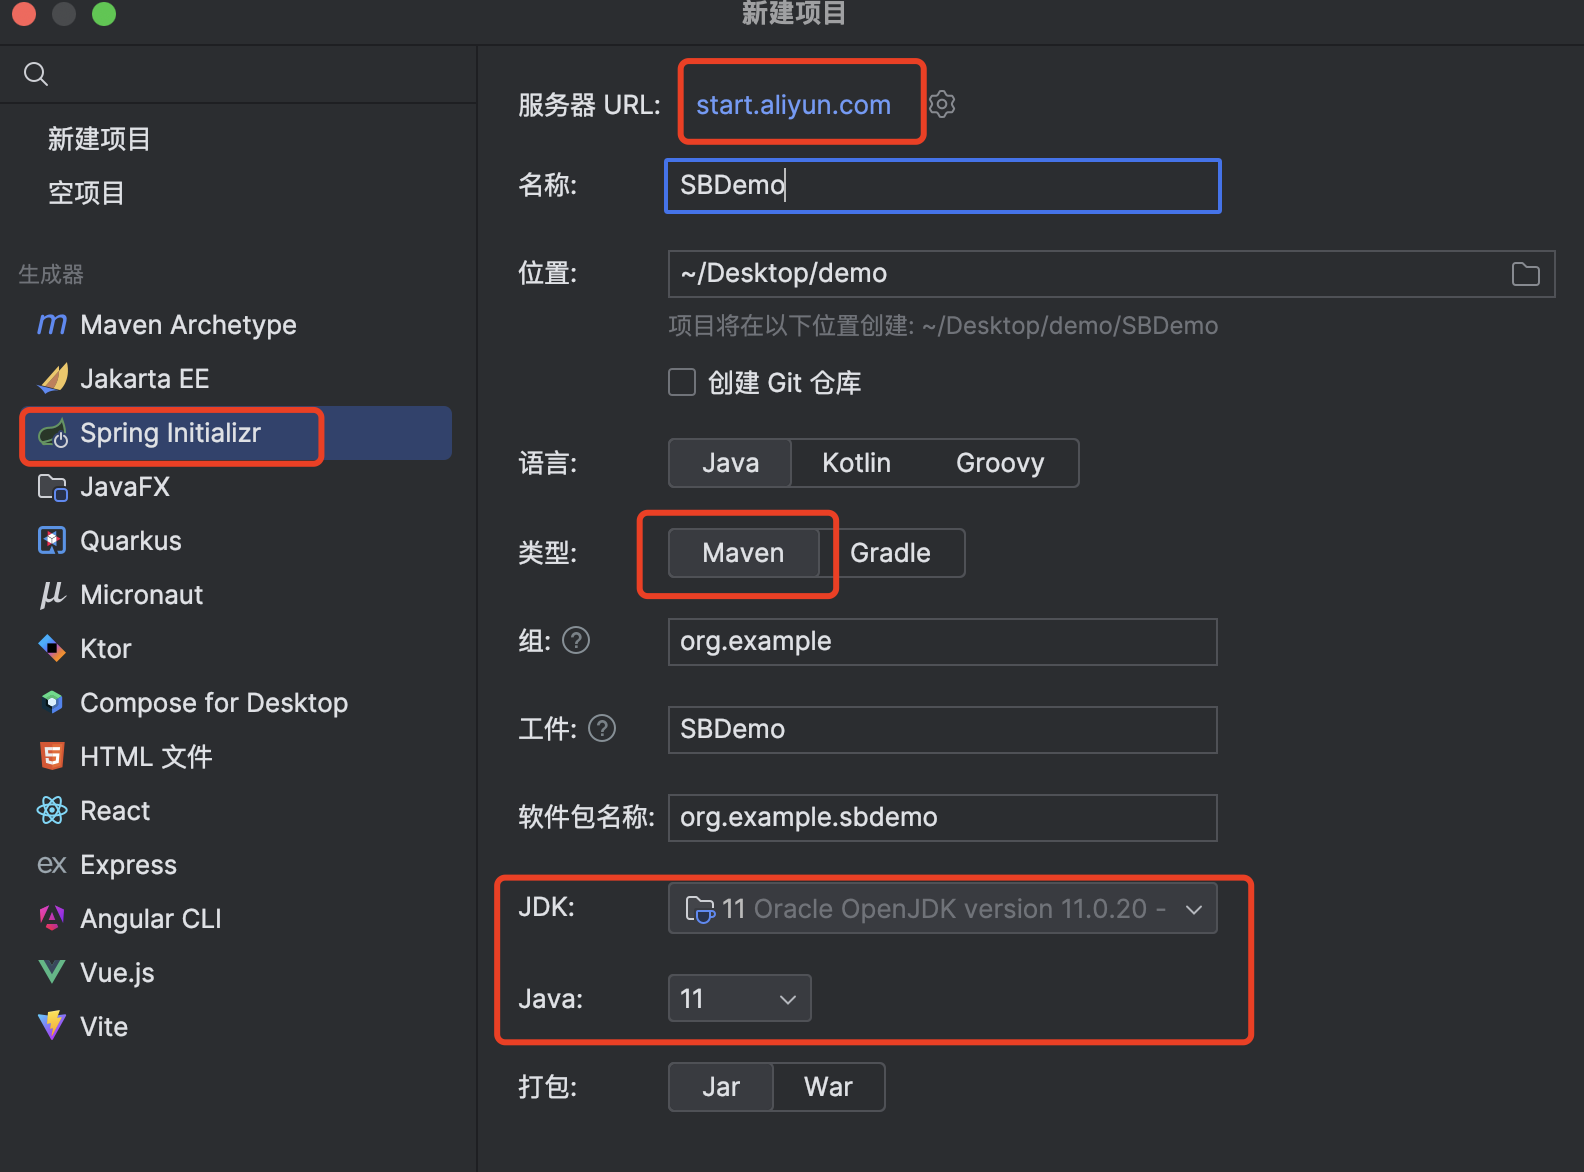 新建项目
新建项目
空项目
生成器
Maven Archetype
Jakarta EE
Spring Initializr
JavaFX
Quarkus
Micronaut
Ktor
Compose for Desktop
HTML 文件
React
Express
Angular CLI
Vue.js
Vite
服务器 URL: start.aliyun.com
名称: SBDemo
位置: ~/Desktop/demo
项目将在以下位置创建: ~/Desktop/demo/SBDemo
创建 Git 仓库
语言: Java Kotlin Groovy
类型: Maven Gradle
组: ? org.example
工件: ? SBDemo
软件包名称: org.example.sbdemo
JDK: 11 Oracle OpenJDK version 11.0.20 -
Java: 11
打包: Jar War